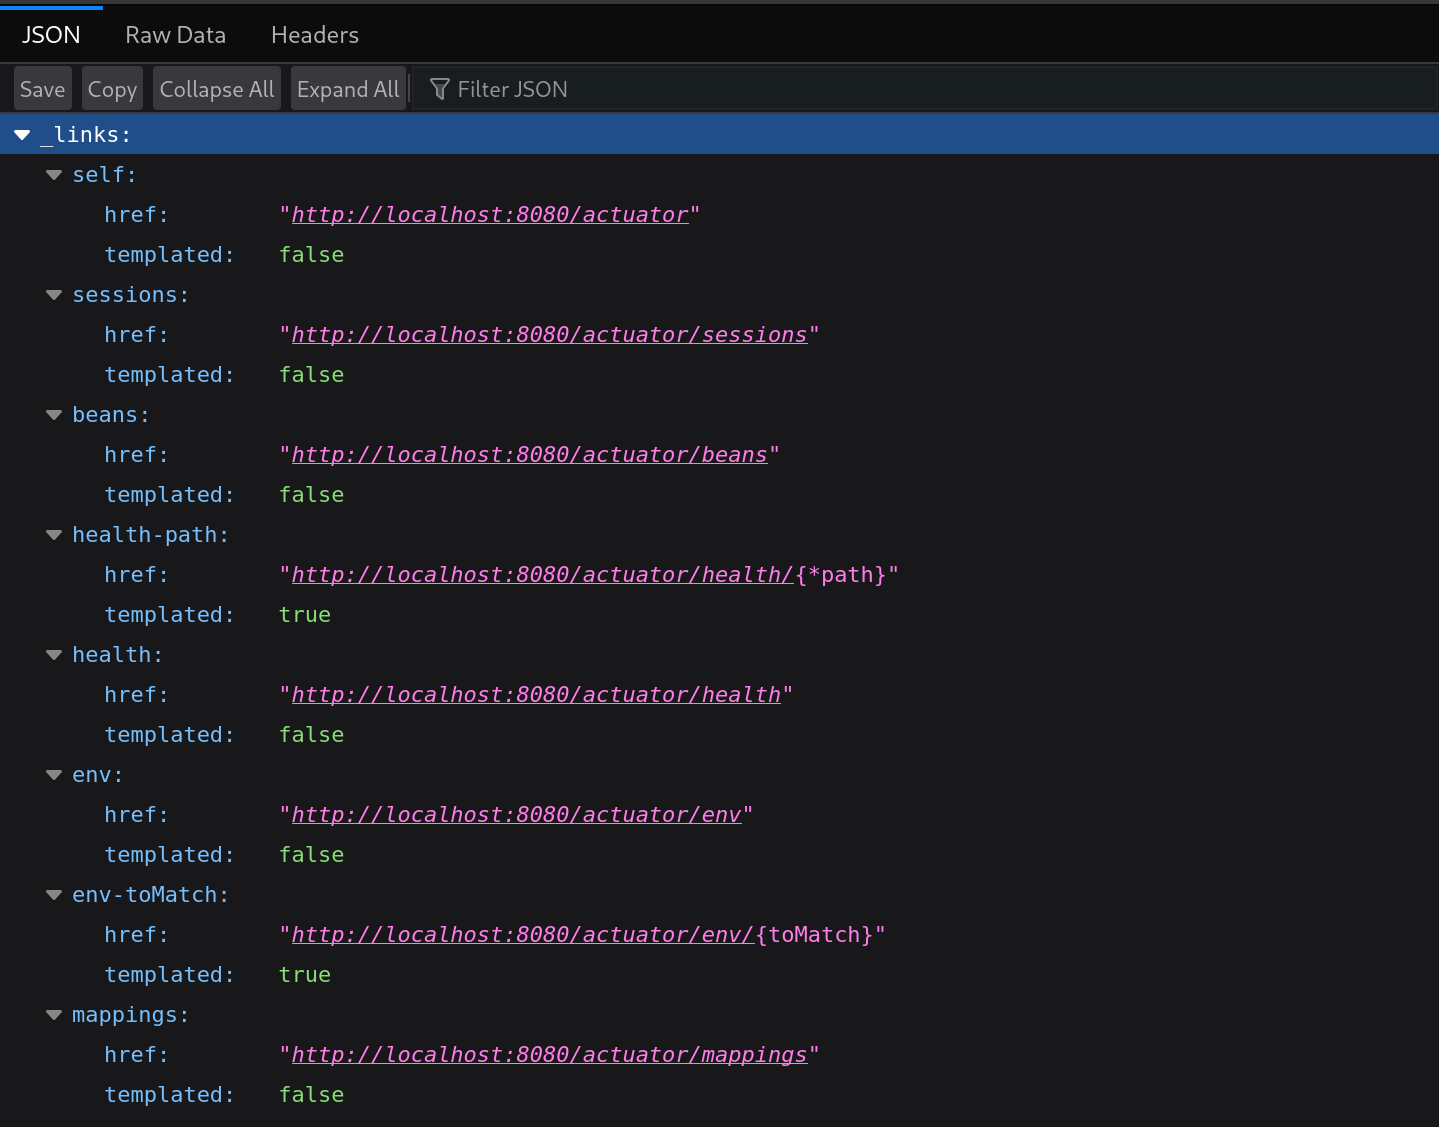 JSON Raw Data Headers
Save Copy Collapse All Expand All Filter JSON
_links:
self:
href: "http://localhost:8080/actuator"
templated: false
sessions:
href: "http://localhost:8080/actuator/sessions"
templated: false
beans:
href: "http://localhost:8080/actuator/beans"
templated: false
health-path:
href: "http://localhost:8080/actuator/health/{*path}"
templated: true
health:
href: "http://localhost:8080/actuator/health"
templated: false
env:
href: "http://localhost:8080/actuator/env"
templated: false
env-toMatch:
href: "http://localhost:8080/actuator/env/{toMatch}"
templated: true
mappings:
href: "http://localhost:8080/actuator/mappings"
templated: false